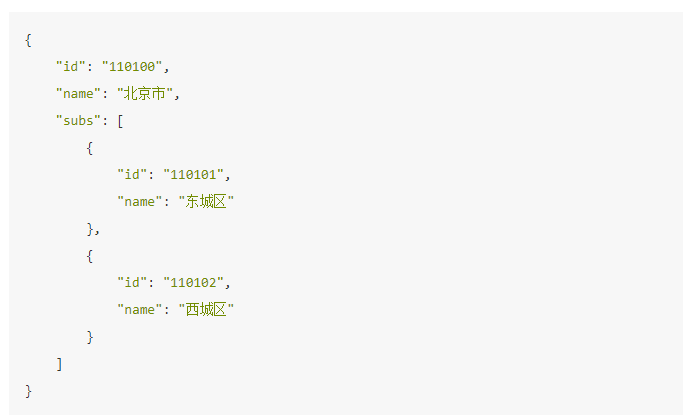 {
    "id": "110100",
    "name": "北京市",
    "subs": [
        {
            "id": "110101",
            "name": "东城区"
        },
        {
            "id": "110102",
            "name": "西城区"
        }
    ]
}